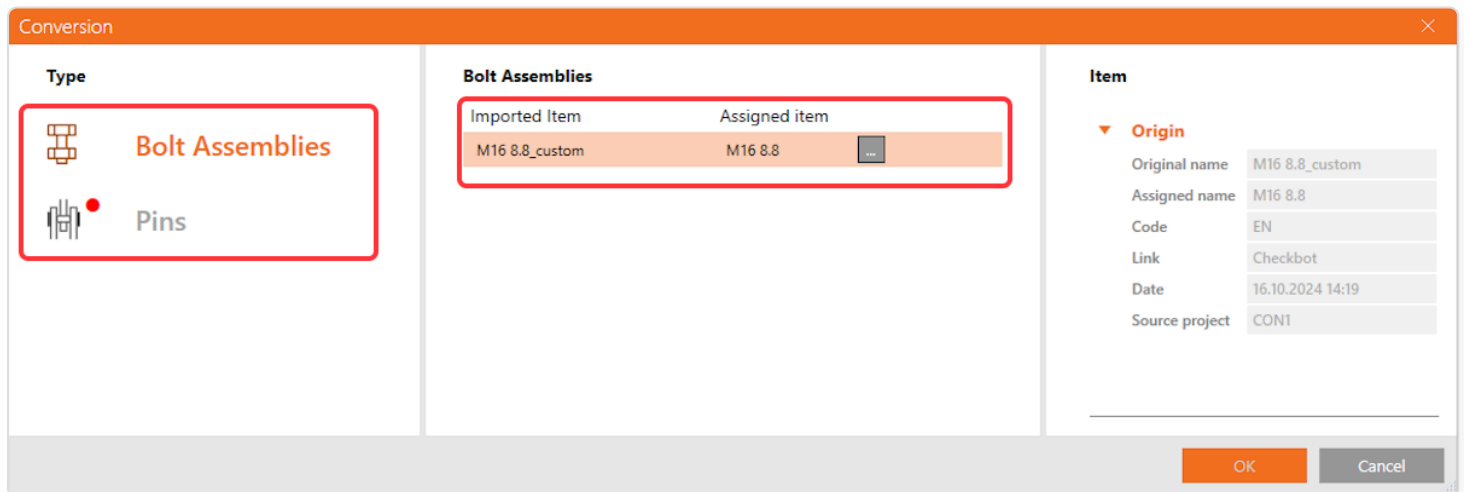 Conversion
Type
Bolt Assemblies
Pins
Bolt Assemblies
Imported Item Assigned item
M16 8.8_custom M16 8.8 ...
Item
Origin
Original name M16 8.8_custom
Assigned name M16 8.8
Code EN
Link Checkbot
Date 16.10.2024 14:19
Source project CON1
OK Cancel